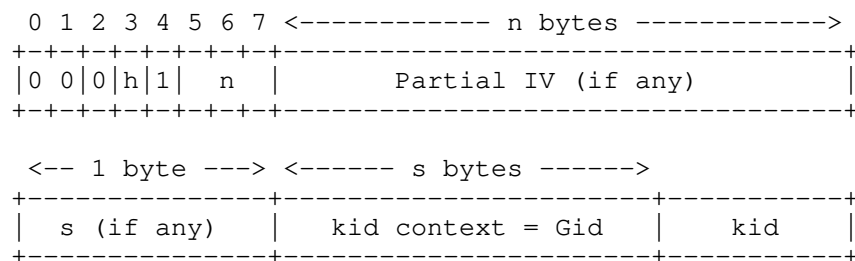 0 1 2 3 4 5 6 7 <------------ n bytes ------------>
+-+-+-+-+-+-+-+-+-----------------------------------+
|0 0|0|h|1|  n  |       Partial IV (if any)         |
+-+-+-+-+-+-+-+-+-----------------------------------+
 <-- 1 byte ---> <------ s bytes ------>
+---------------+-----------------------+-----------+
|  s (if any)   |   kid context = Gid   |    kid    |
+---------------+-----------------------+-----------+